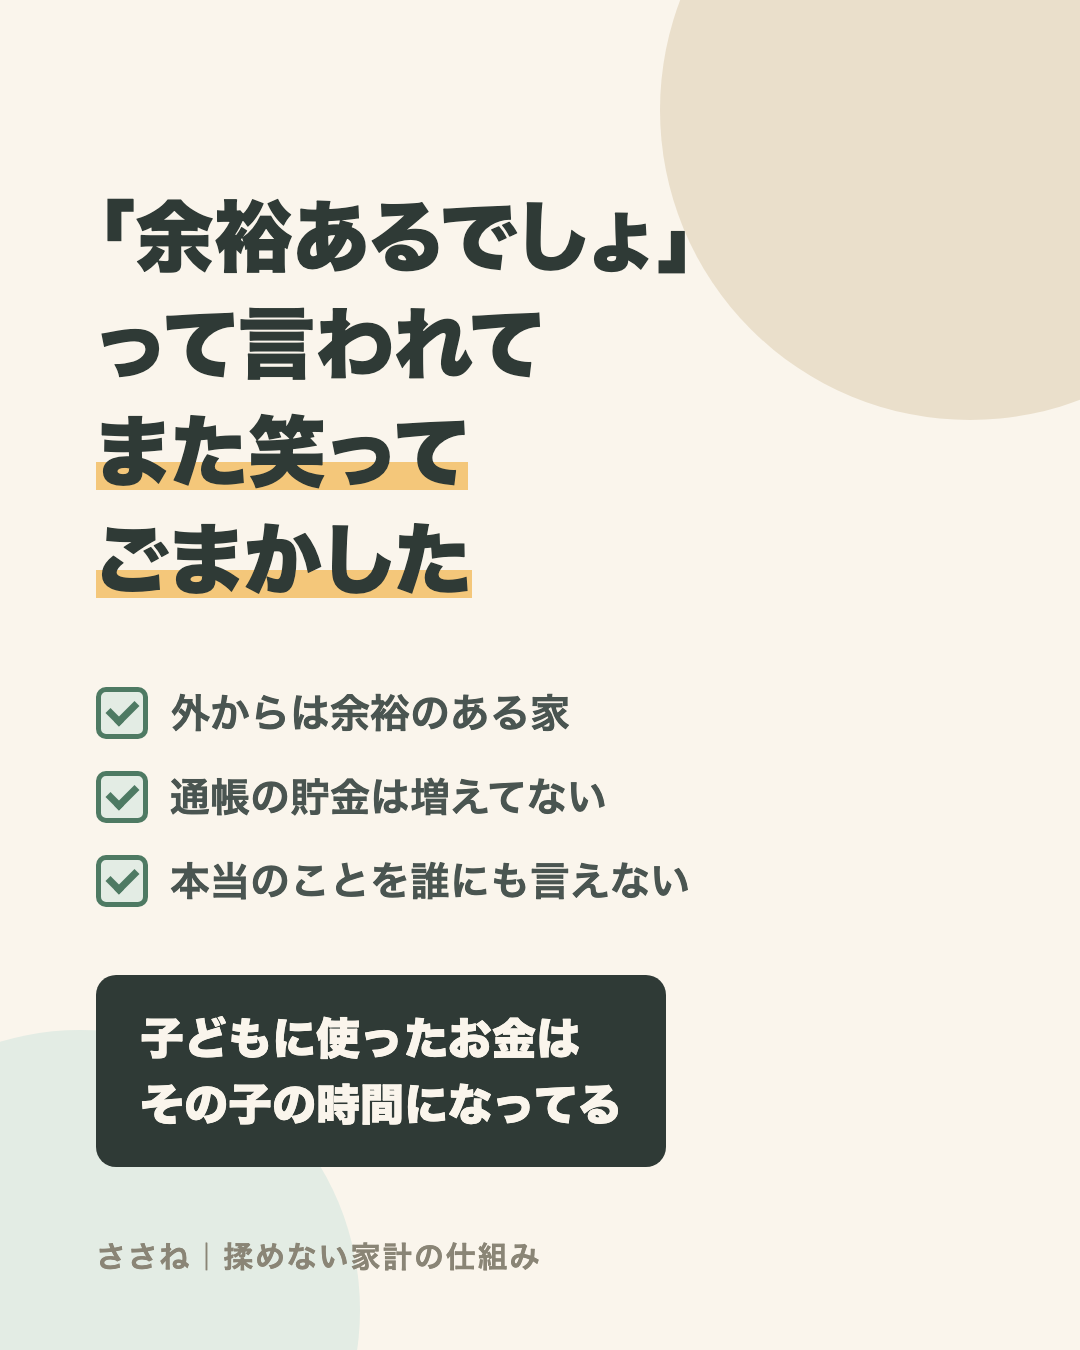 「余裕あるでしょ」
って言われて
また笑って
ごまかした
外からは余裕のある家
通帳の貯金は増えてない
本当のことを誰にも言えない
子どもに使ったお金は
その子の時間になってる
ささね｜揉めない家計の仕組み